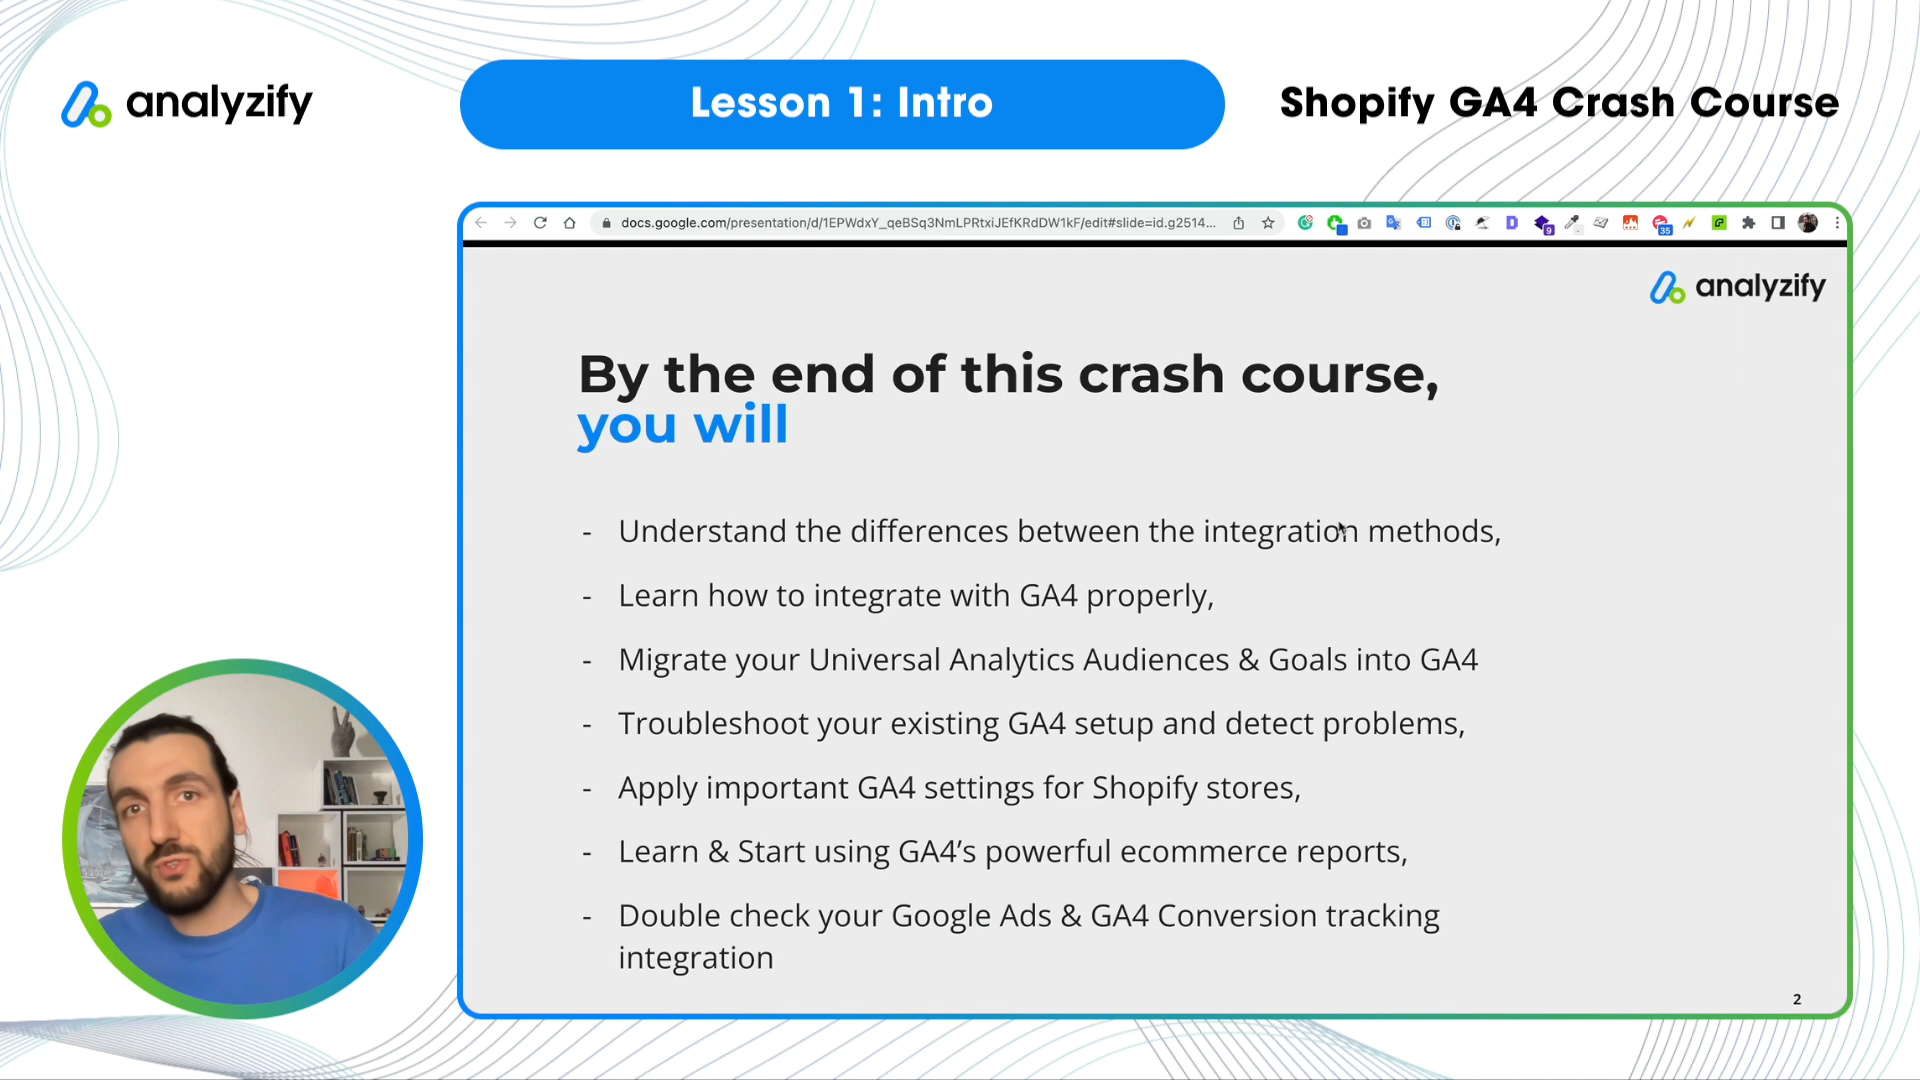 analyzify
Lesson 1: Intro
Shopify GA4 Crash Course
docs.google.com/presentation/d/1EPWdxY_qeBSq3NmLPRtxiJEfKRdDW1kF/edit#slide=id.g2514...
9
35
analyzify
By the end of this crash course,
you will
- Understand the differences between the integration methods,
- Learn how to integrate with GA4 properly,
- Migrate your Universal Analytics Audiences & Goals into GA4
- Troubleshoot your existing GA4 setup and detect problems,
- Apply important GA4 settings for Shopify stores,
- Learn & Start using GA4’s powerful ecommerce reports,
- Double check your Google Ads & GA4 Conversion tracking
integration
2